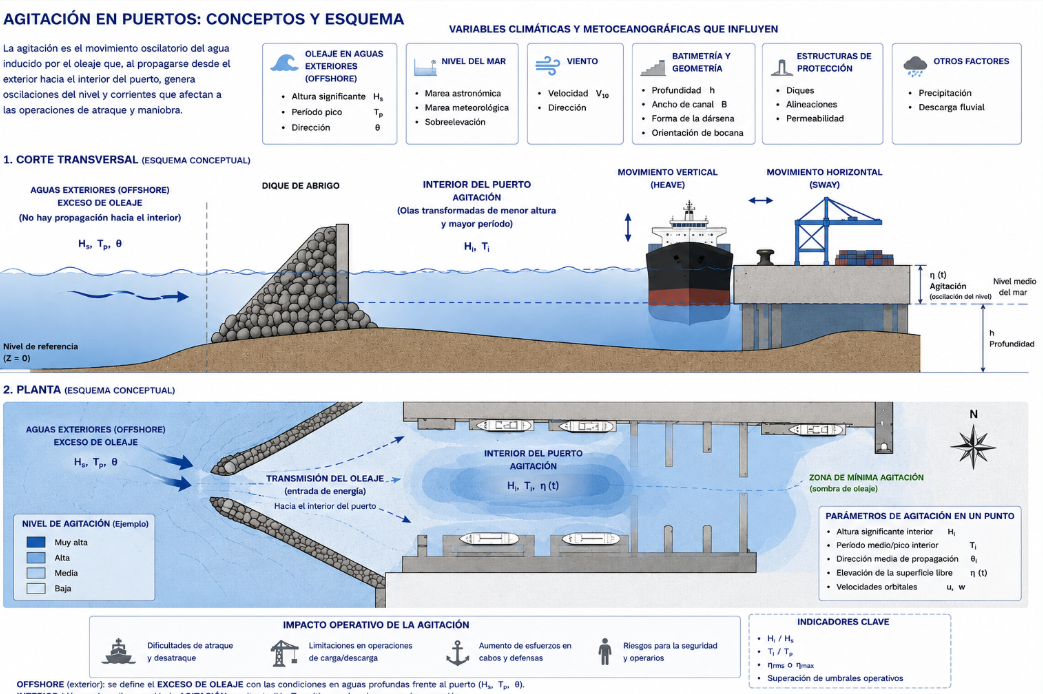 AGITACIÓN EN PUERTOS: CONCEPTOS Y ESQUEMA
La agitación es el movimiento oscilatorio del agua
inducido por el oleaje que, al propagarse desde el
exterior hacia el interior del puerto, genera
oscilaciones del nivel y corrientes que afectan a
las operaciones de atraque y maniobra.
VARIABLES CLIMÁTICAS Y METOCEANOGRÁFICAS QUE INFLUYEN
OLEAJE EN AGUAS
EXTERIORES
(OFFSHORE)
• Altura significante Hs
• Período pico Tp
• Dirección θ
NIVEL DEL MAR
• Marea astronómica
• Marea meteorológica
• Sobreelevación
VIENTO
• Velocidad V10
• Dirección
BATIMETRÍA Y
GEOMETRÍA
• Profundidad h
• Ancho de canal B
• Forma de la dársena
• Orientación de bocana
ESTRUCTURAS DE
PROTECCIÓN
• Diques
• Alineaciones
• Permeabilidad
OTROS FACTORES
• Precipitación
• Descarga fluvial
1. CORTE TRANSVERSAL (ESQUEMA CONCEPTUAL)
AGUAS EXTERIORES (OFFSHORE)
EXCESO DE OLEAJE
(No hay propagación hacia el interior)
Hs, Tp, θ
DIQUE DE ABRIGO
INTERIOR DEL PUERTO
AGITACIÓN
(Olas transformadas de menor altura
y mayor período)
Hi, Ti
MOVIMIENTO VERTICAL
(HEAVE)
MOVIMIENTO HORIZONTAL
(SWAY)
η (t)
Agitación
(oscilación del nivel)
Nivel medio
del mar
h
Profundidad
Nivel de referencia
(Z = 0)
2. PLANTA (ESQUEMA CONCEPTUAL)
AGUAS EXTERIORES (OFFSHORE)
EXCESO DE OLEAJE
Hs, Tp, θ
TRANSMISIÓN DEL OLEAJE
(entrada de energía)
Hacia el interior del puerto
INTERIOR DEL PUERTO
AGITACIÓN
Hi, Ti, η (t)
N
ZONA DE MÍNIMA AGITACIÓN
(sombra de oleaje)
NIVEL DE AGITACIÓN (Ejemplo)
Muy alta
Alta
Media
Baja
PARÁMETROS DE AGITACIÓN EN UN PUNTO
• Altura significante interior Hi
• Período medio/pico interior Ti
• Dirección media de propagación θi
• Elevación de la superficie libre η (t)
• Velocidades orbitales u, w
IMPACTO OPERATIVO DE LA AGITACIÓN
Dificultades de atraque
y desatraque
Limitaciones en operaciones
de carga/descarga
Aumento de esfuerzos en
cabos y defensas
Riesgos para la seguridad
y operarios
INDICADORES CLAVE
• Hi / Hs
• Ti / Tp
• ηrms o ηmax
• Superación de umbrales operativos
OFFSHORE (exterior): se define el EXCESO DE OLEAJE con las condiciones en aguas profundas frente al puerto (Hs, Tp, θ).